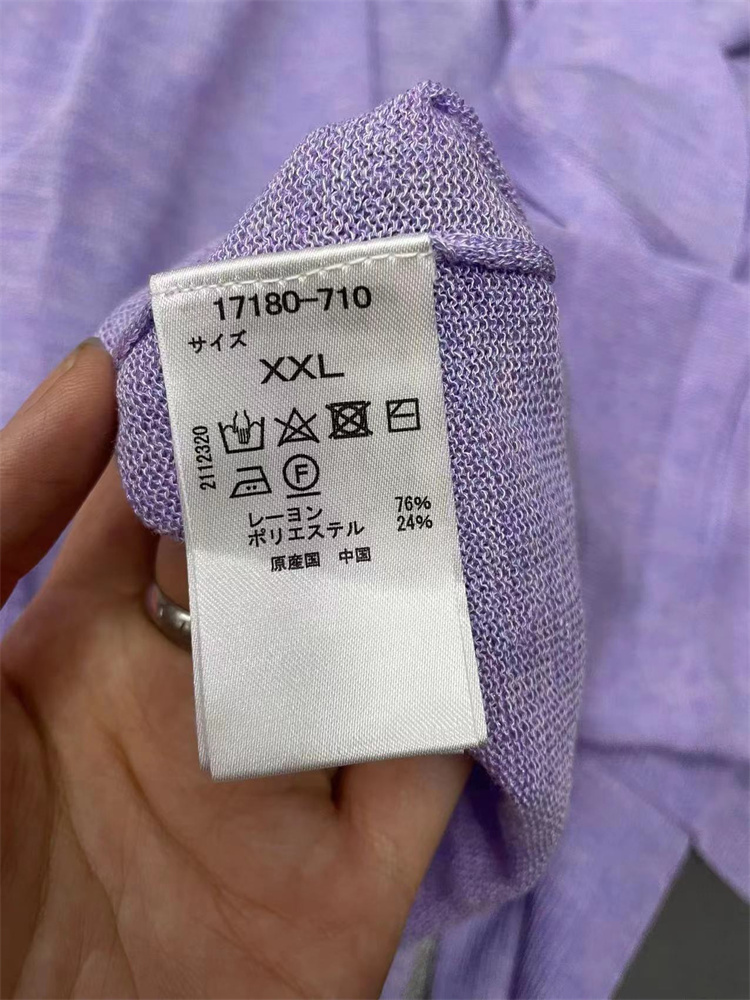 17180-710
サイズ
XXL
2112320
F
レーヨン 76%
ポリエステル 24%
原産国 中国